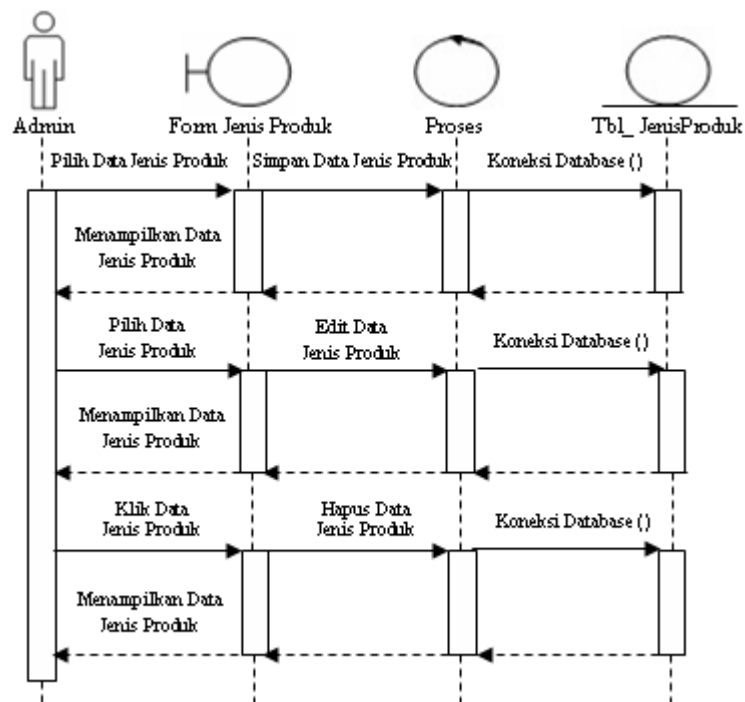 Admin
Form Jenis Produk
Proses
Tbl_ JenisProduk
Pilih Data Jenis Produk
Simpan Data Jenis Produk
Koneksi Database ()
Menampilkan Data
Jenis Produk
Pilih Data
Jenis Produk
Edit Data
Jenis Produk
Koneksi Database ()
Menampilkan Data
Jenis Produk
Klik Data
Jenis Produk
Hapus Data
Jenis Produk
Koneksi Database ()
Menampilkan Data
Jenis Produk